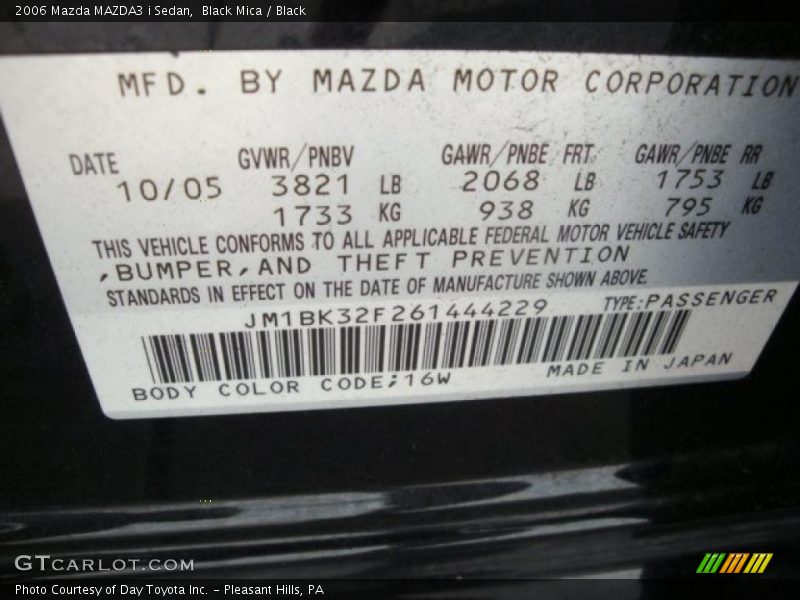 2006 Mazda MAZDA3 i Sedan,  Black Mica / Black
MFD. BY MAZDA MOTOR CORPORATION
DATE GVWR/PNBV GAWR/PNBE FRT. GAWR/PNBE RR
10/05 3821 LB 2068 LB 1753 LB
1733 KG 938 KG 795 KG
THIS VEHICLE CONFORMS TO ALL APPLICABLE FEDERAL MOTOR VEHICLE SAFETY
,BUMPER,AND THEFT PREVENTION
STANDARDS IN EFFECT ON THE DATE OF MANUFACTURE SHOWN ABOVE.
JM1BK32F261444229 TYPE:PASSENGER
BODY COLOR CODE;16W MADE IN JAPAN
GTCARLOT.COM
Photo Courtesy of Day Toyota Inc. – Pleasant Hills, PA